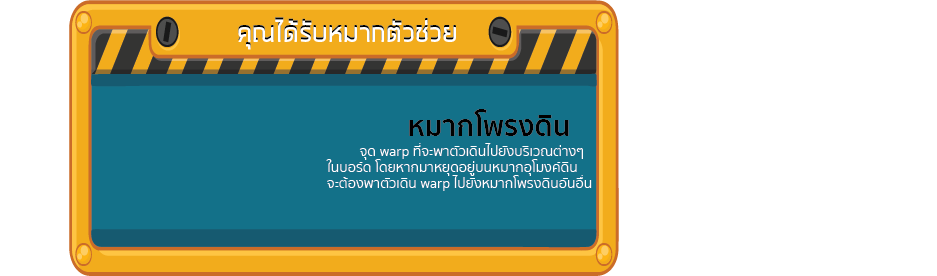 คุณได้รับหมากตัวช่วย
หมากโพรงดิน
จุด warp ที่จะพาตัวเดินไปยังบริเวณต่างๆ
ในบอร์ด โดยหากมาหยุดอยู่บนหมากอุโมงค์ดิน
จะต้องพาตัวเดิน warp ไปยังหมากโพรงดินอันอื่น